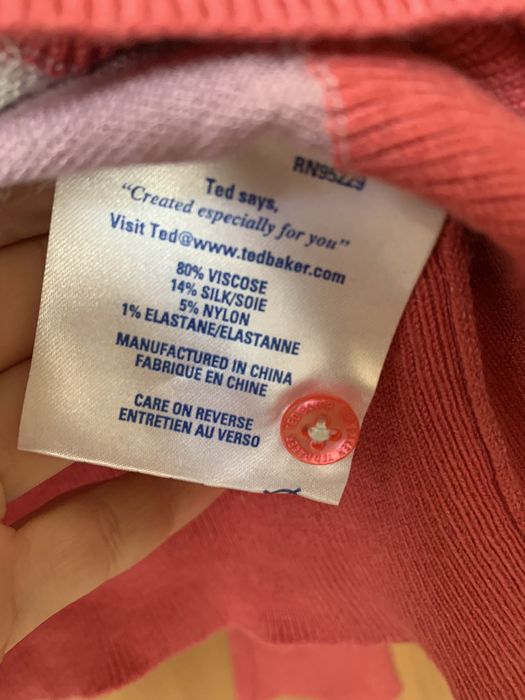 RN95229
Ted says,
"Created especially for you"
Visit Ted@www.tedbaker.com
80% VISCOSE
14% SILK/SOIE
5% NYLON
1% ELASTANE/ELASTANNE
MANUFACTURED IN CHINA
FABRIQUE EN CHINE
CARE ON REVERSE
ENTRETIEN AU VERSO